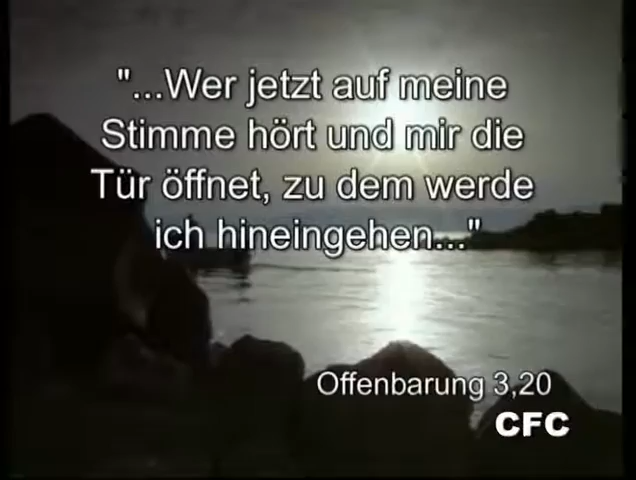 "...Wer jetzt auf meine
Stimme hört und mir die
Tür öffnet, zu dem werde
ich hineingehen..."
Offenbarung 3,20
CFC